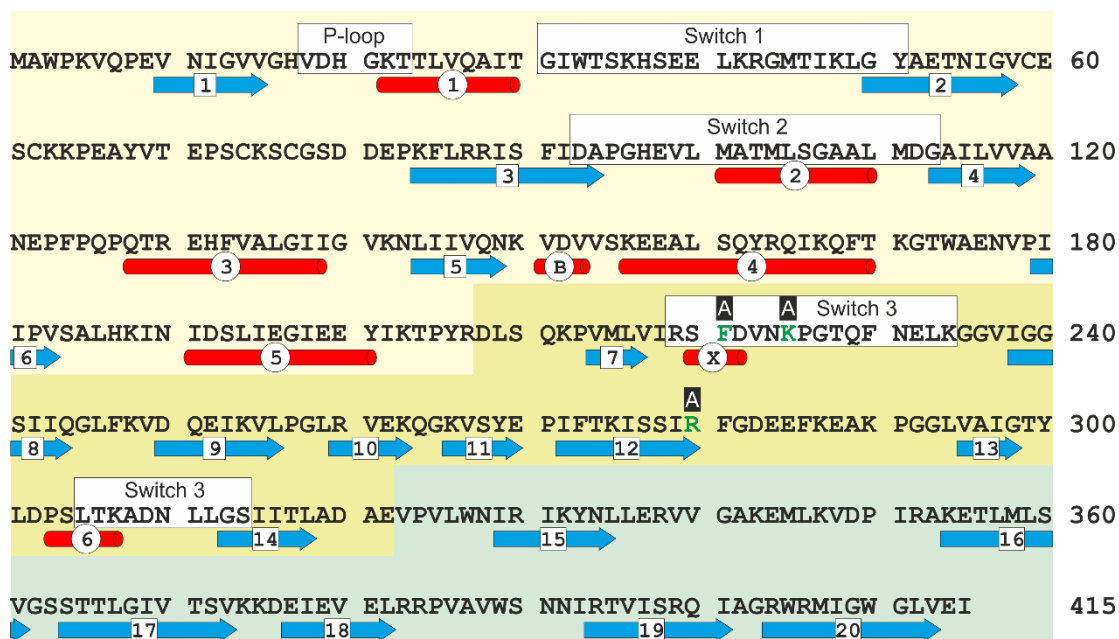 P-loop Switch 1
MAWPKVQPEV NIGVVGHVDH GKTTLVQAIT GIWTSKHSEE LKRGMTIKLG YAETNIGVCE 60
1 1 2
Switch 2
SCKKPEAYVT EPSCKSCGSD DEPKFLRRIS FIDAPGHEVL MATMLSGAAL MDGAILVVAA 120
3 2 4
NEPFPQPQTR EHFVALGIIG VKNLIIVQNK VDVVSKEEAL SQYRQIKQFT KGTWAENVPI 180
3 5 B 4
A A Switch 3
IPVSALHKIN IDSLIEGIEE YIKTPYRDLS QKPVMLVIRS FDVNKPGTQF NELKGGVIGG 240
6 5 7 X
A
SIIQGLFKVD QEIKVLPGLR VEKQGKVSYE PIFTKISSIR FGDEEFKEAK PGGLVAIGTY 300
8 9 10 11 12 13
Switch 3
LDPSLTKADN LLGSIITLAD AEVPVLWNIR IKYNLLERVV GAKEMLKVDP IRAKETLMLS 360
6 14 15 16
VGSSTTLGIV TSVKKDEIEV ELRRPVAVWS NNIRTVISRQ IAGRWRMIGW GLVEI 415
17 18 19 20